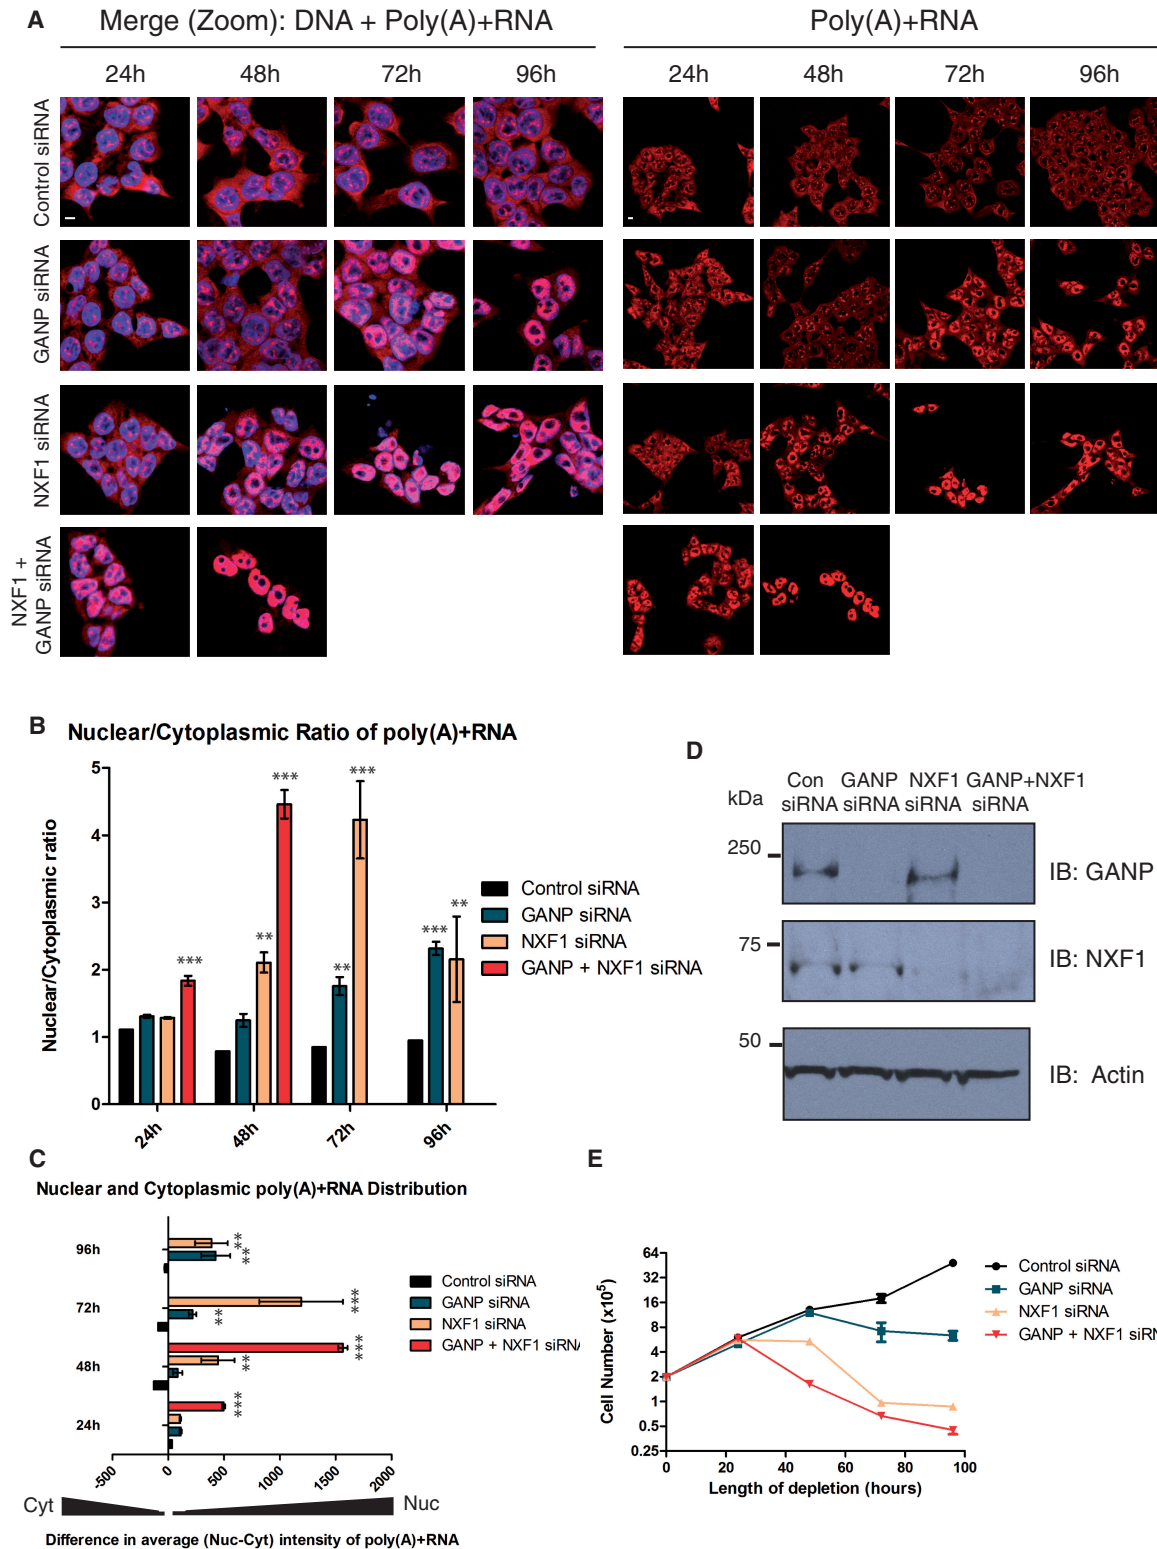 A
Merge (Zoom): DNA + Poly(A)+RNA
Poly(A)+RNA
24h 48h 72h 96h
24h 48h 72h 96h
Control siRNA
GANP siRNA
NXF1 siRNA
NXF1 +
GANP siRNA
B
Nuclear/Cytoplasmic Ratio of poly(A)+RNA
Nuclear/Cytoplasmic ratio
5
4
3
2
1
0
***
**
***
**
***
***
**
24h 48h 72h 96h
Control siRNA
GANP siRNA
NXF1 siRNA
GANP + NXF1 siRNA
C
Nuclear and Cytoplasmic poly(A)+RNA Distribution
96h
72h
48h
24h
**
**
***
**
***
**
***
-500 0 500 1000 1500 2000
Control siRNA
GANP siRNA
NXF1 siRNA
GANP + NXF1 siRN
Cyt
Nuc
Difference in average (Nuc-Cyt) intensity of poly(A)+RNA
D
kDa
Con siRNA
GANP siRNA
NXF1 siRNA
GANP+NXF1 siRNA
250
IB: GANP
75
IB: NXF1
50
IB: Actin
E
Cell Number (x10⁵)
64
32
16
8
4
2
1
0.5
0.25
0 20 40 60 80 100
Length of depletion (hours)
Control siRNA
GANP siRNA
NXF1 siRNA
GANP + NXF1 siRN